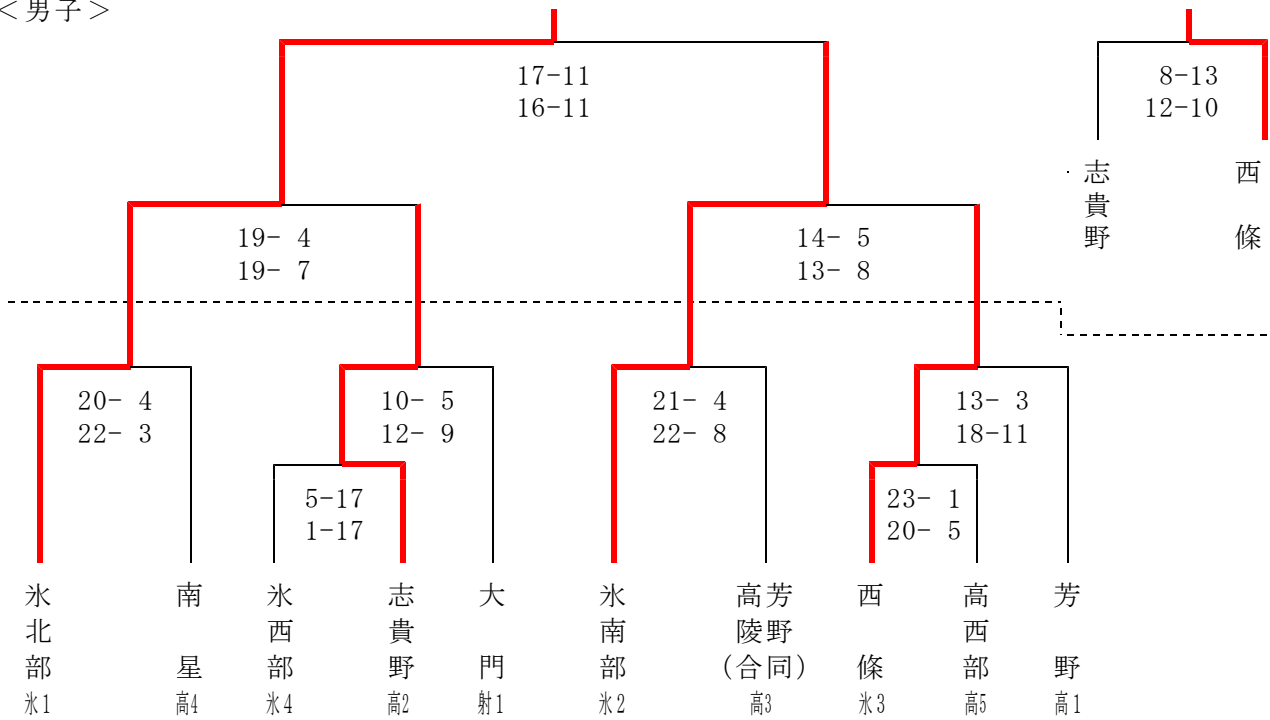 ＜男子＞
17-11
16-11
8-13
12-10
志貴野
西條
19- 4
19- 7
14- 5
13- 8
20- 4
22- 3
10- 5
12- 9
21- 4
22- 8
13- 3
18-11
5-17
1-17
23- 1
20- 5
氷北部
氷1
南星
高4
氷西部
氷4
志貴野
高2
大門
射1
氷南部
氷2
高陵芳野(合同)
高3
西條
氷3
高西部
高5
芳野
高1